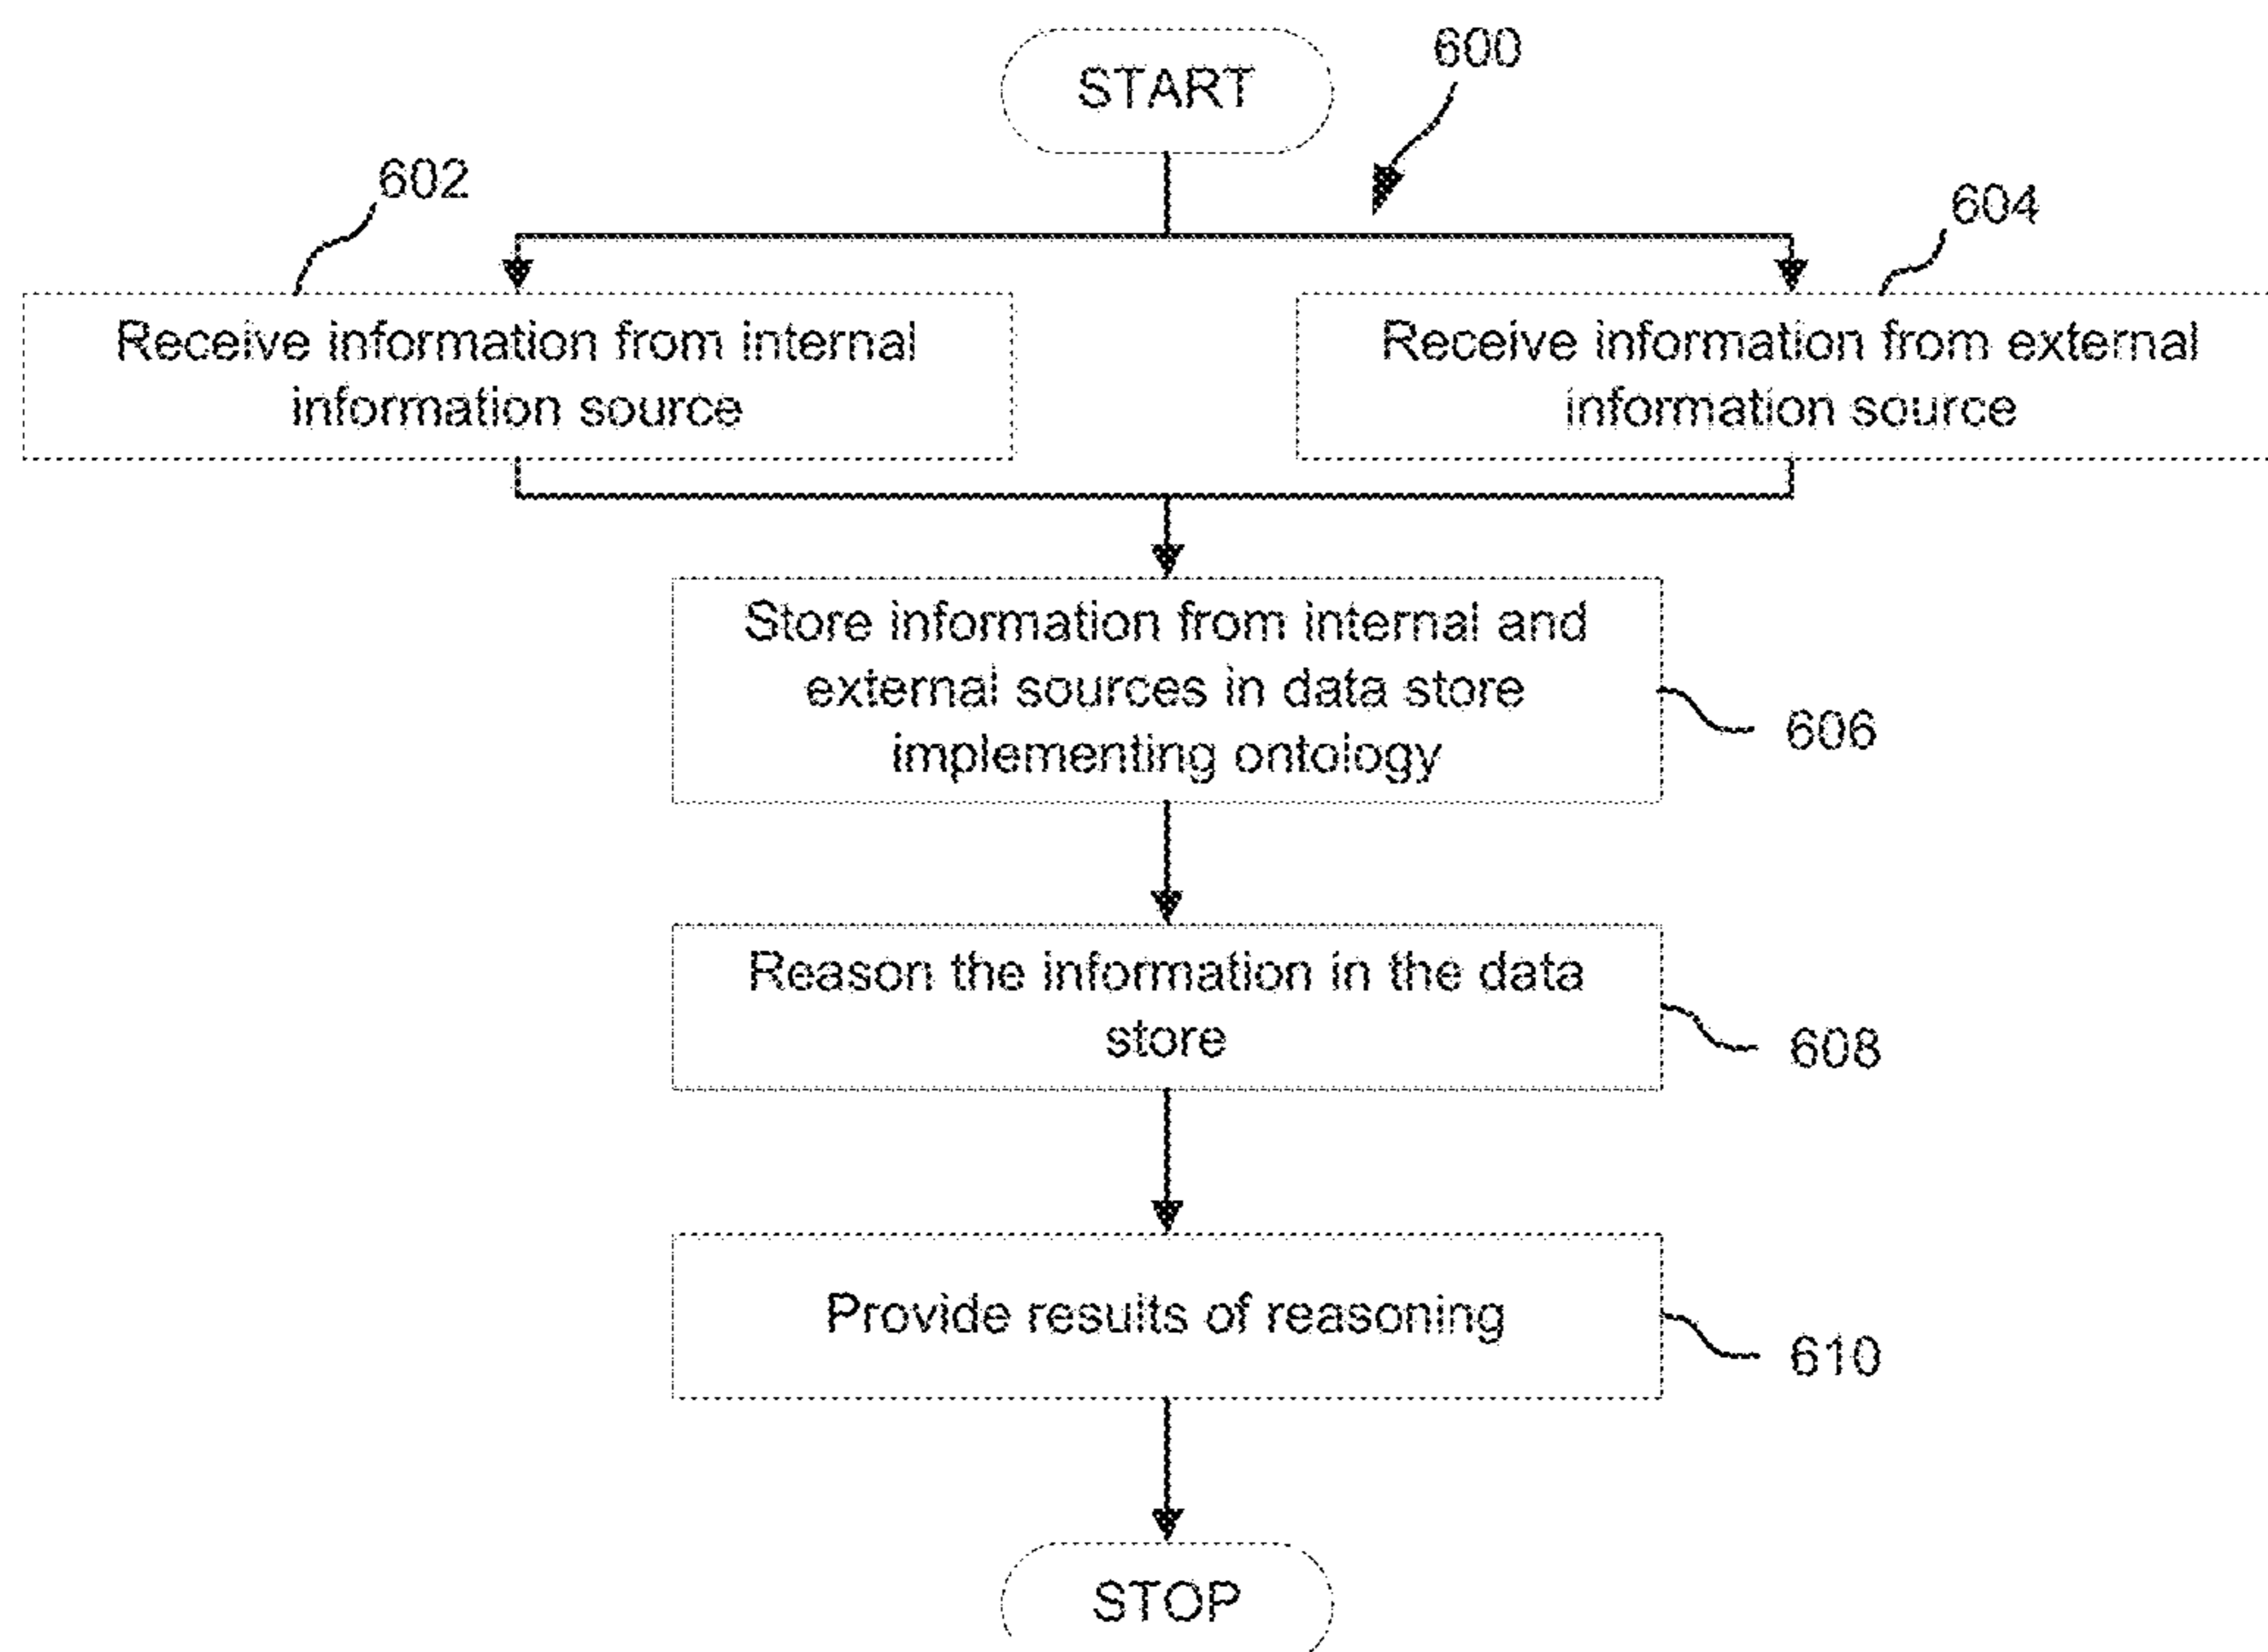 START
600
602
604
Receive information from internal
information source
Receive information from external
information source
Store information from internal and
external sources in data store
implementing ontology
606
Reason the information in the data
store
608
Provide results of reasoning
610
STOP